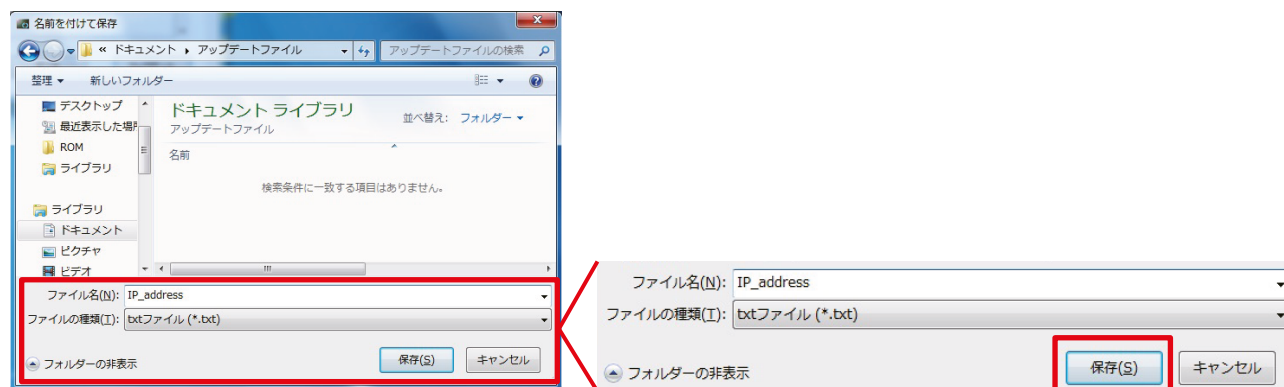 名前を付けて保存
« ドキュメント ▸ アップデートファイル アップデートファイルの検索
整理 ▼ 新しいフォルダー
デスクトップ
最近表示した場所
ROM
ライブラリ
ライブラリ
ドキュメント
ピクチャ
ビデオ
ドキュメント ライブラリ
アップデートファイル
並べ替え: フォルダー ▼
名前
検索条件に一致する項目はありません。
ファイル名(N): IP_address
ファイルの種類(T): txtファイル (*.txt)
フォルダーの非表示 保存(S) キャンセル
ファイル名(N): IP_address
ファイルの種類(T): txtファイル (*.txt)
フォルダーの非表示 保存(S) キャンセル